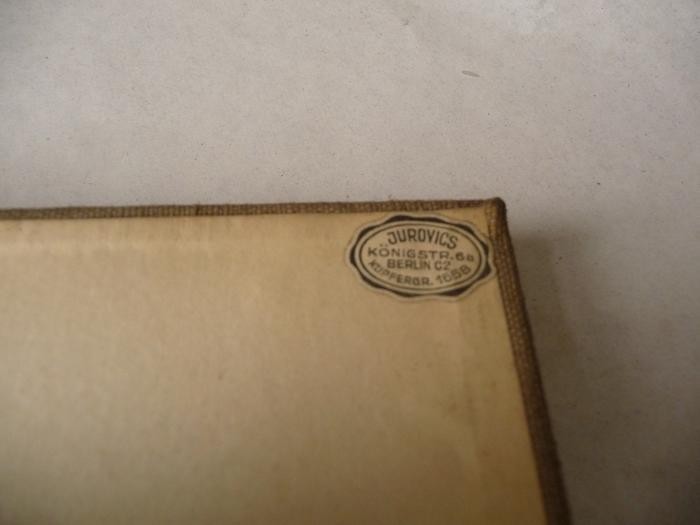 JUROVICS
KÖNIGSTR. 6a
BERLIN C2
KUPFERGR. 1658